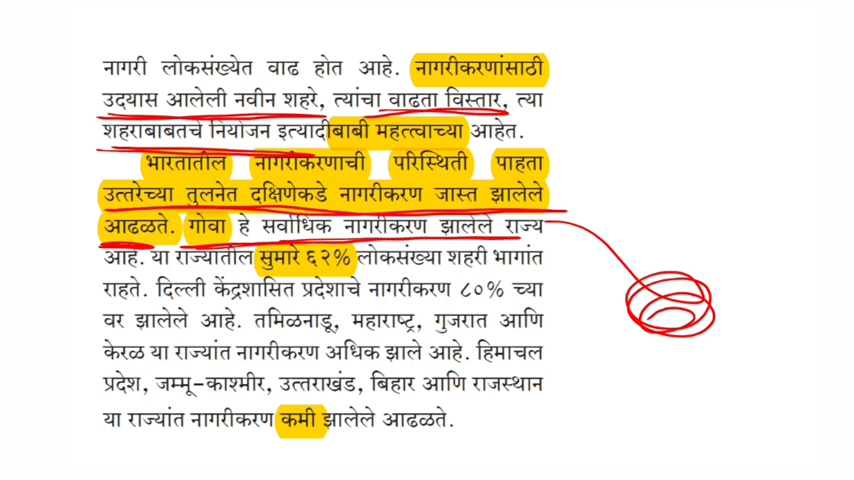 नागरी लोकसंख्येत वाढ होत आहे. नागरीकरणांसाठी
उदयास आलेली नवीन शहरे, त्यांचा वाढता विस्तार, त्या
शहराबाबतचे नियोजन इत्यादीबाबी महत्त्वाच्या आहेत.
भारतातील नागरीकरणाची परिस्थिती पाहता
उत्तरेच्या तुलनेत दक्षिणेकडे नागरीकरण जास्त झालेले
आढळते. गोवा हे सर्वाधिक नागरीकरण झालेले राज्य
आहे. या राज्यातील सुमारे ६२% लोकसंख्या शहरी भागांत
राहते. दिल्ली केंद्रशासित प्रदेशाचे नागरीकरण ८०% च्या
वर झालेले आहे. तमिळनाडू, महाराष्ट्र, गुजरात आणि
केरळ या राज्यांत नागरीकरण अधिक झाले आहे. हिमाचल
प्रदेश, जम्मू-काश्मीर, उत्तराखंड, बिहार आणि राजस्थान
या राज्यांत नागरीकरण कमी झालेले आढळते.